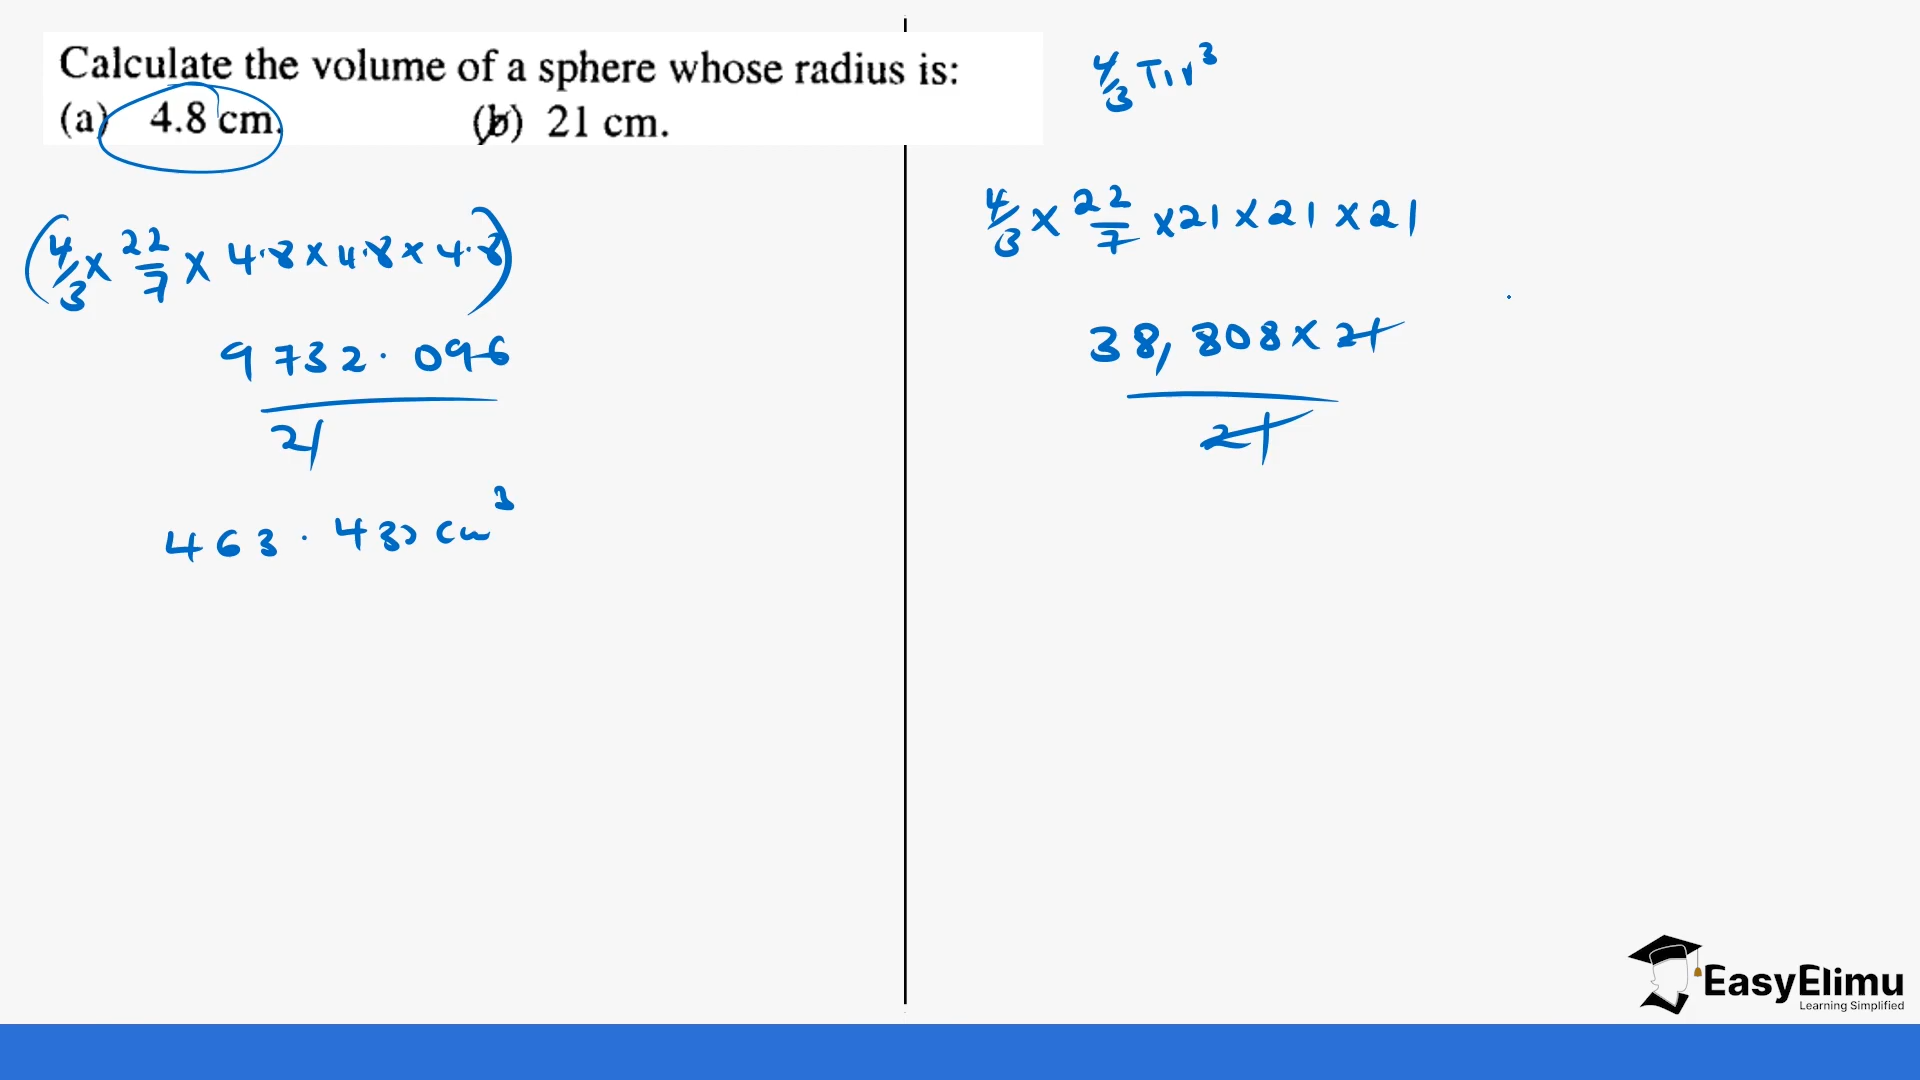 Calculate the volume of a sphere whose radius is:
(a) 4.8 cm. (b) 21 cm.
(4/3 × 22/7 × 4.8 × 4.8 × 4.8)
9732.096
21
463.433 cm³
4/3 πr³
4/3 × 22/7 × 21 × 21 × 21
38,808 × 21
21
EasyElimu
Learning Simplified